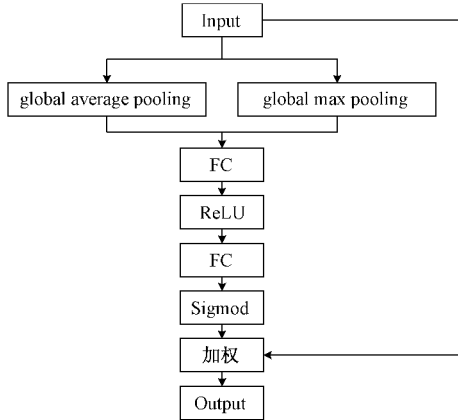 Input
global average pooling
global max pooling
FC
ReLU
FC
Sigmod
加权
Output